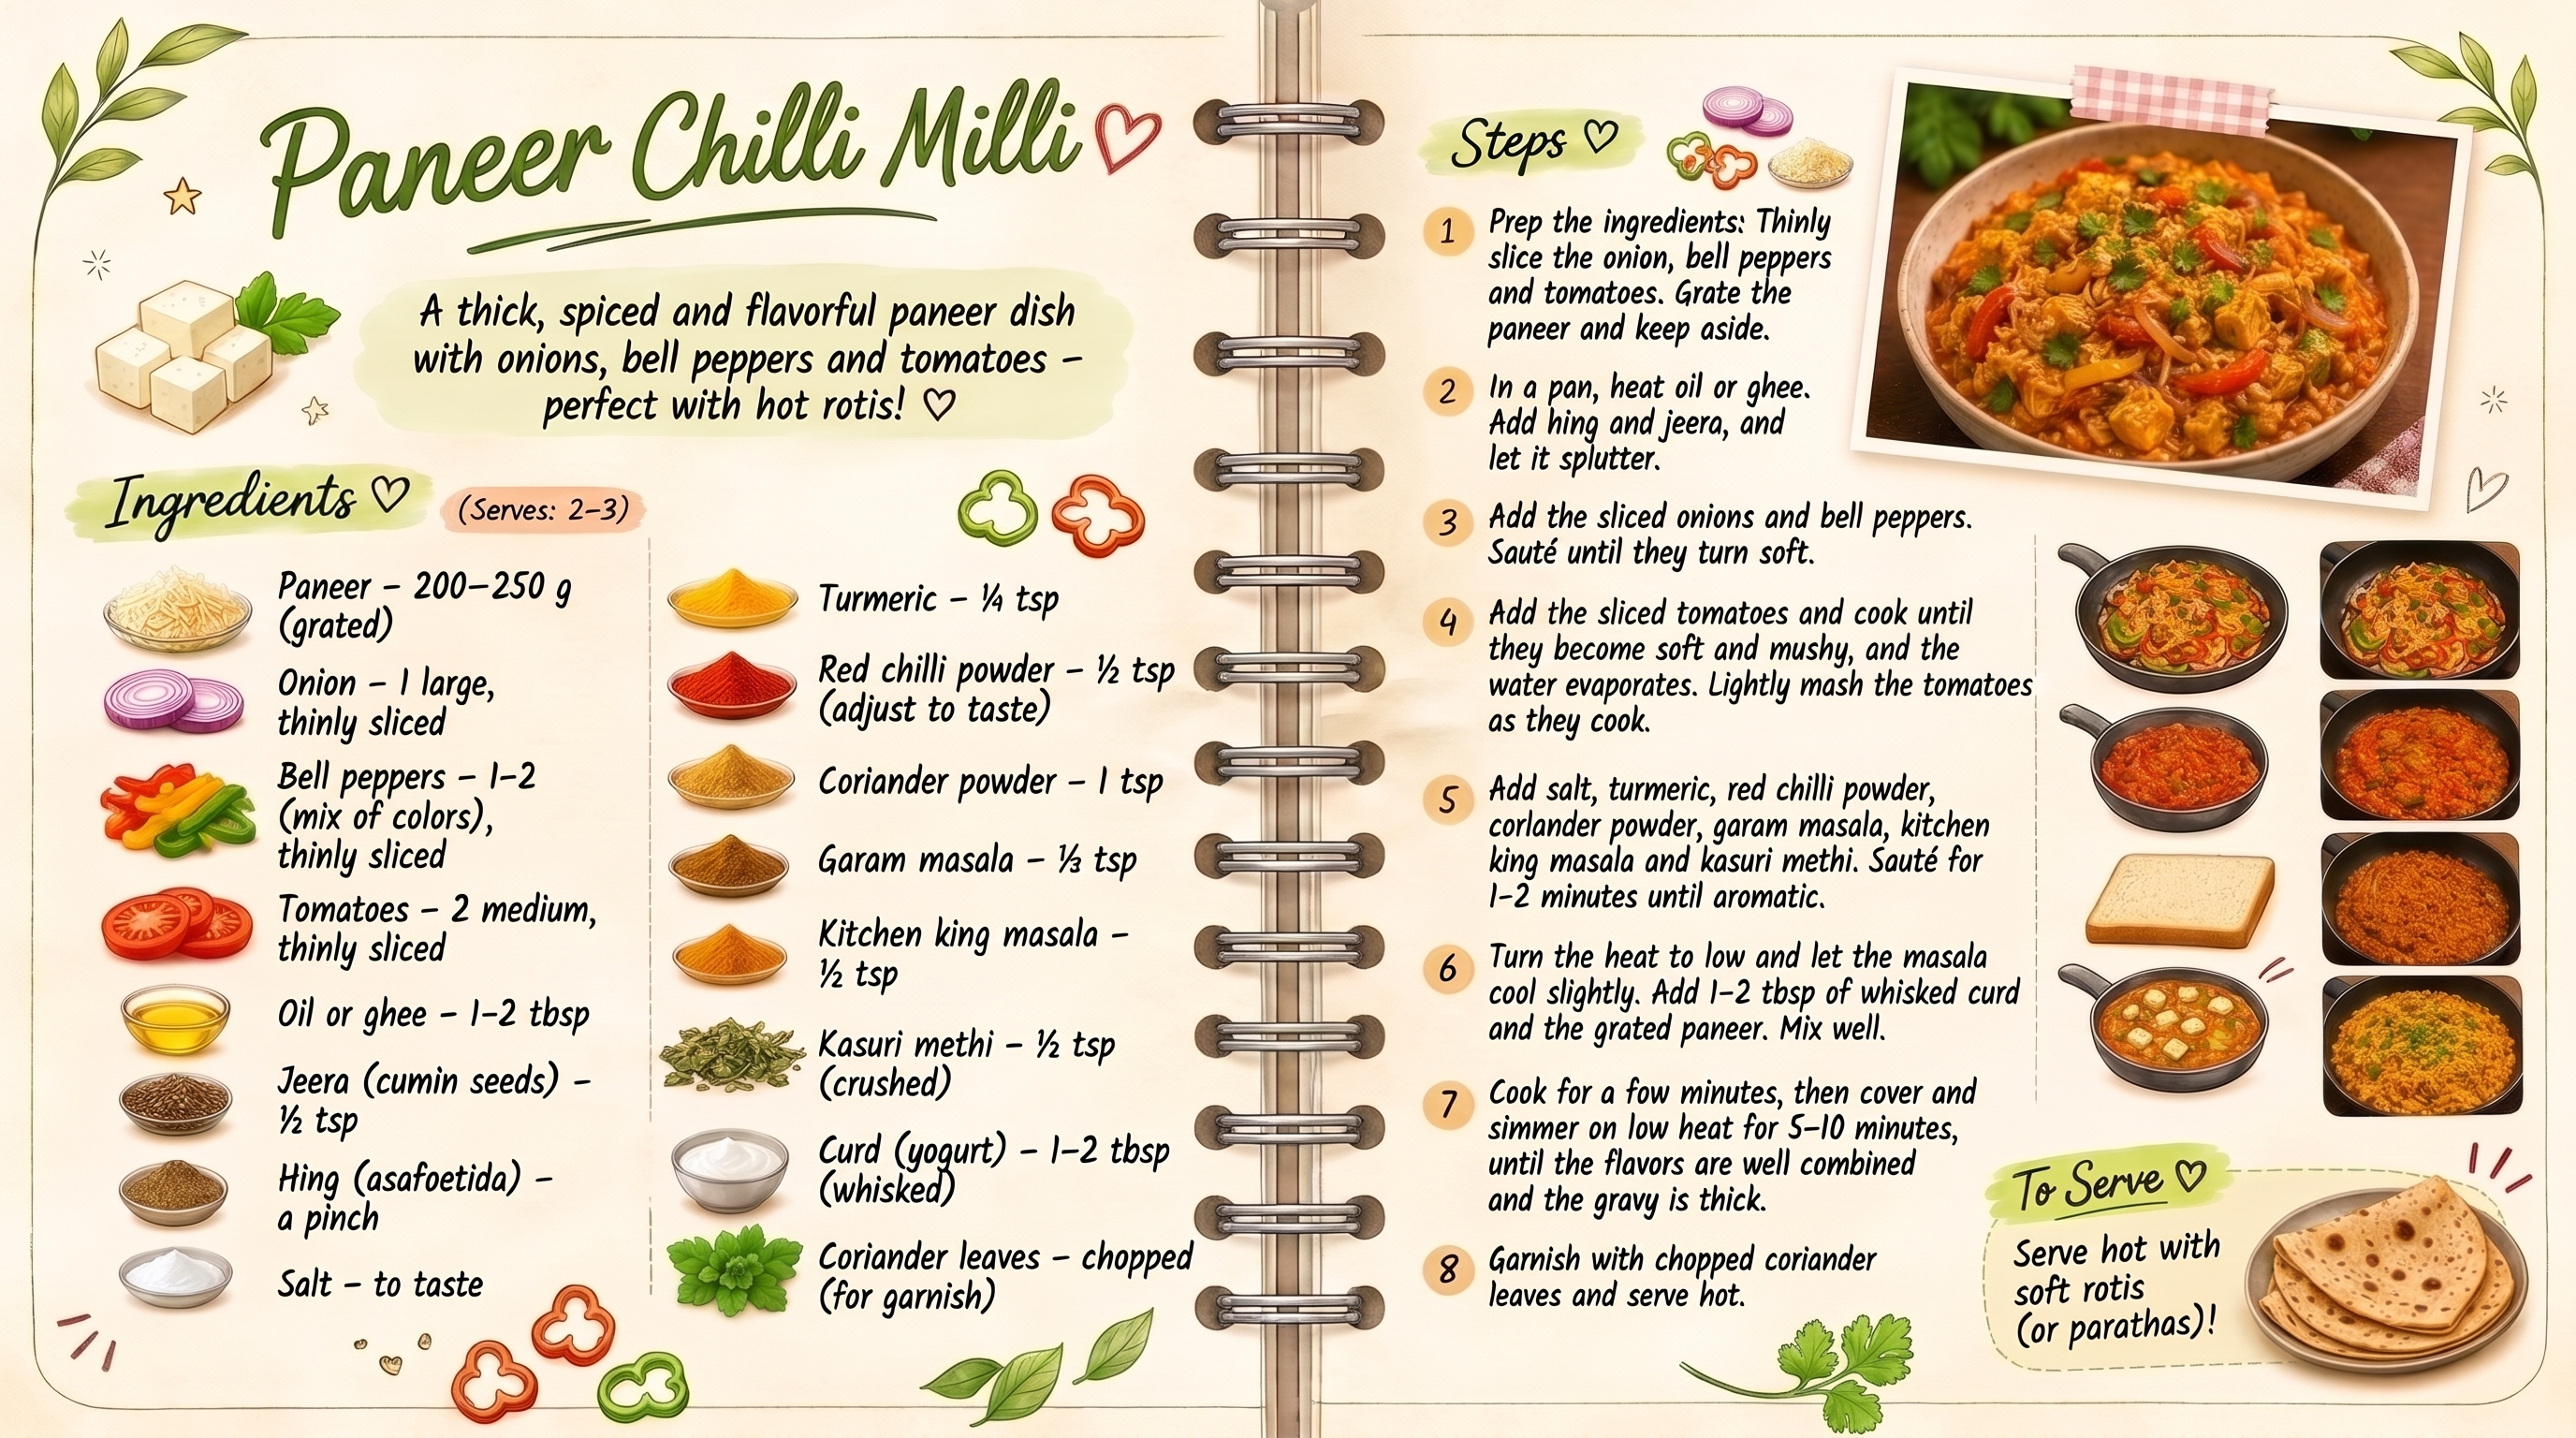 Paneer Chilli Milli
A thick, spiced and flavorful paneer dish
with onions, bell peppers and tomatoes –
perfect with hot rotis!
Ingredients
(Serves: 2–3)
Paneer – 200–250 g
(grated)
Onion – 1 large,
thinly sliced
Bell peppers – 1–2
(mix of colors),
thinly sliced
Tomatoes – 2 medium,
thinly sliced
Oil or ghee – 1–2 tbsp
Jeera (cumin seeds) –
½ tsp
Hing (asafoetida) –
a pinch
Salt – to taste
Turmeric – ¼ tsp
Red chilli powder – ½ tsp
(adjust to taste)
Coriander powder – 1 tsp
Garam masala – ⅓ tsp
Kitchen king masala –
½ tsp
Kasuri methi – ½ tsp
(crushed)
Curd (yogurt) – 1–2 tbsp
(whisked)
Coriander leaves – chopped
(for garnish)
Steps
1 Prep the ingredients: Thinly
slice the onion, bell peppers
and tomatoes. Grate the
paneer and keep aside.
2 In a pan, heat oil or ghee.
Add hing and jeera, and
let it splutter.
3 Add the sliced onions and bell peppers.
Sauté until they turn soft.
4 Add the sliced tomatoes and cook until
they become soft and mushy, and the
water evaporates. Lightly mash the tomatoes
as they cook.
5 Add salt, turmeric, red chilli powder,
corlander powder, garam masala, kitchen
king masala and kasuri methi. Sauté for
1–2 minutes until aromatic.
6 Turn the heat to low and let the masala
cool slightly. Add 1–2 tbsp of whisked curd
and the grated paneer. Mix well.
7 Cook for a few minutes, then cover and
simmer on low heat for 5–10 minutes,
until the flavors are well combined
and the gravy is thick.
8 Garnish with chopped coriander
leaves and serve hot.
To Serve
Serve hot with
soft rotis
(or parathas)!